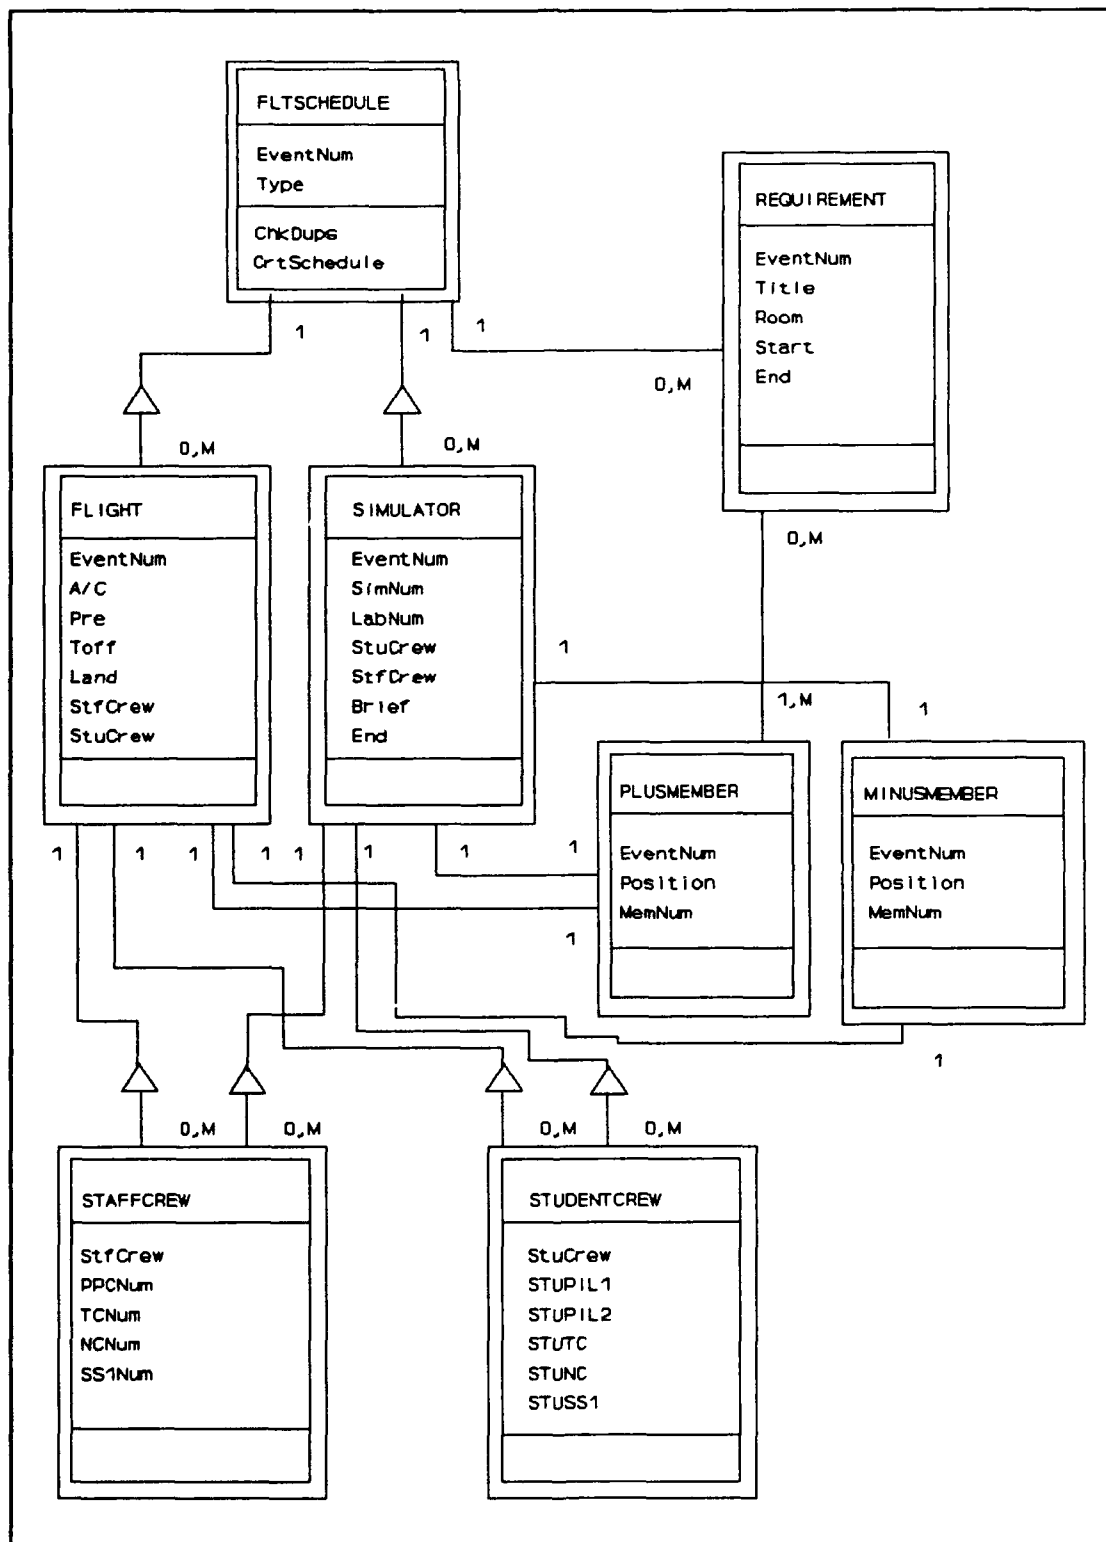 FLTSCHEDULE
EventNum
Type
ChkDups
CrtSchedule
REQUIREMENT
EventNum
Title
Room
Start
End
1
1
1
0,M
0,M
0,M
0,M
FLIGHT
EventNum
A/C
Pre
Toff
Land
StfCrew
StuCrew
SIMULATOR
EventNum
SimNum
LabNum
StuCrew
StfCrew
Brief
End
1
1,M
1
PLUSMEMBER
EventNum
Position
MemNum
MINUSMEMBER
EventNum
Position
MemNum
1
1
1
1
1
1
1
1
1
1
0,M
0,M
0,M
0,M
STAFFCREW
StfCrew
PPCNum
TCNum
NCNum
SS1Num
STUDENTCREW
StuCrew
STUPIL1
STUPIL2
STUTC
STUNC
STUSS1